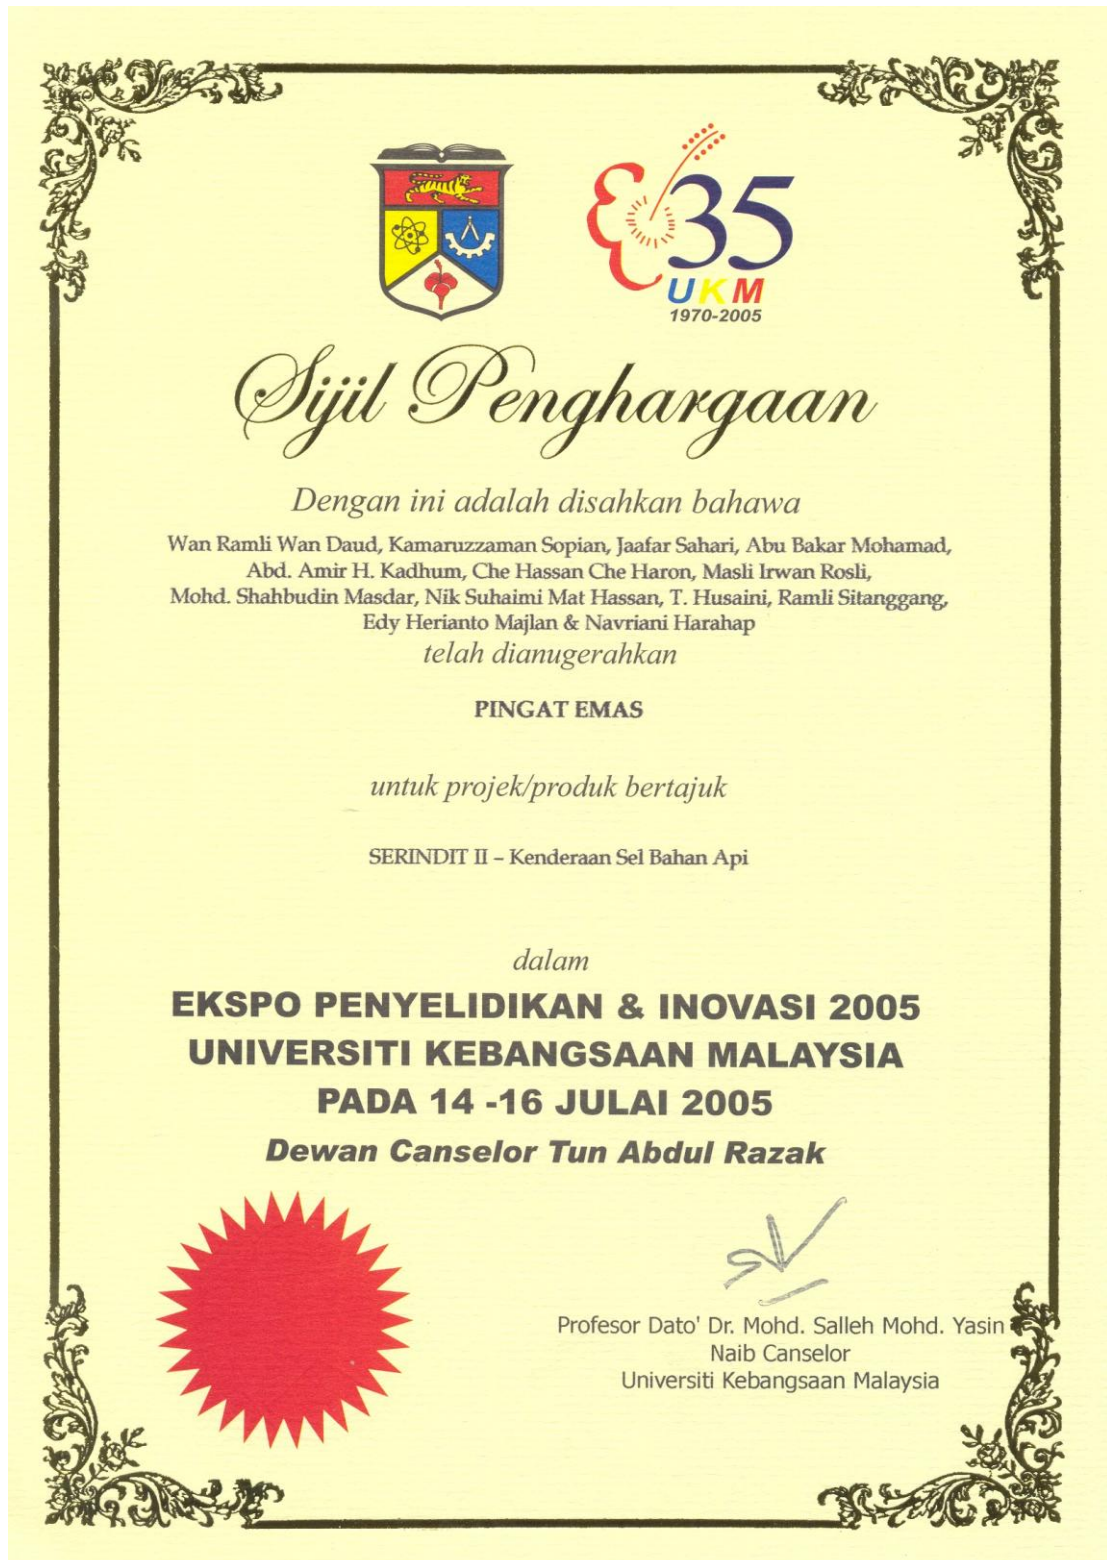 35
UKM
1970-2005
Sijil Penghargaan
Dengan ini adalah disahkan bahawa
Wan Ramli Wan Daud, Kamaruzzaman Sopian, Jaafar Sahari, Abu Bakar Mohamad,
Abd. Amir H. Kadhum, Che Hassan Che Haron, Masli Irwan Rosli,
Mohd. Shahbudin Masdar, Nik Suhaimi Mat Hassan, T. Husaini, Ramli Sitanggang,
Edy Herianto Majlan & Navriani Harahap
telah dianugerahkan
PINGAT EMAS
untuk projek/produk bertajuk
SERINDIT II – Kenderaan Sel Bahan Api
dalam
EKSPO PENYELIDIKAN & INOVASI 2005
UNIVERSITI KEBANGSAAN MALAYSIA
PADA 14 -16 JULAI 2005
Dewan Canselor Tun Abdul Razak
Profesor Dato' Dr. Mohd. Salleh Mohd. Yasin
Naib Canselor
Universiti Kebangsaan Malaysia